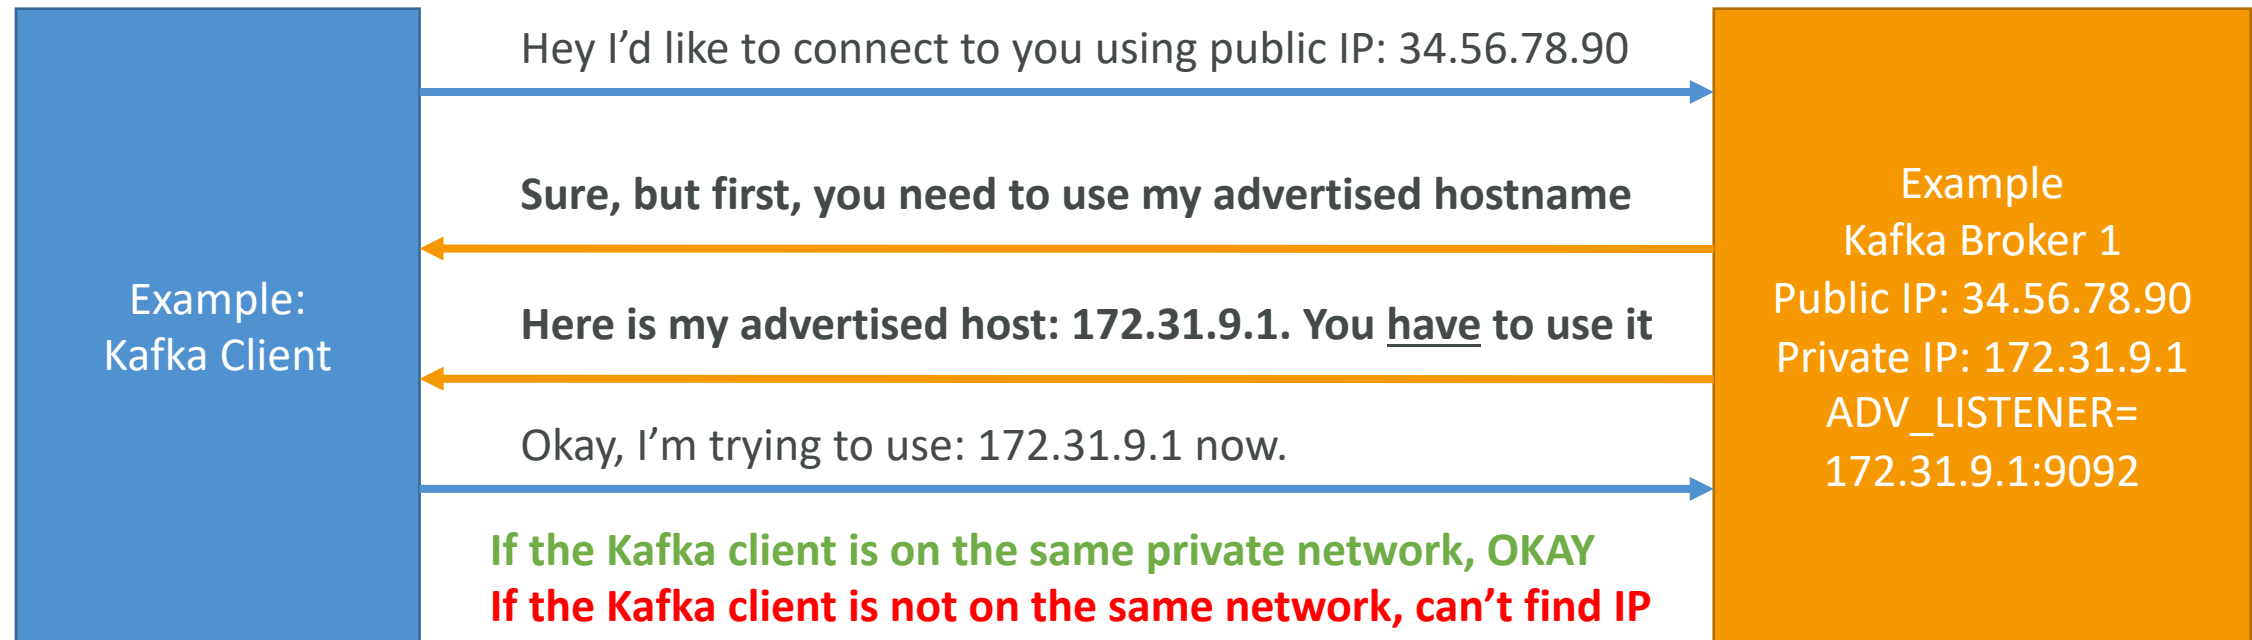 Hey I’d like to connect to you using public IP: 34.56.78.90
Sure, but first, you need to use my advertised hostname
Here is my advertised host: 172.31.9.1. You have to use it
Okay, I’m trying to use: 172.31.9.1 now.
If the Kafka client is on the same private network, OKAY
If the Kafka client is not on the same network, can’t find IP
Example:
Kafka Client
Example
Kafka Broker 1
Public IP: 34.56.78.90
Private IP: 172.31.9.1
ADV_LISTENER=
172.31.9.1:9092